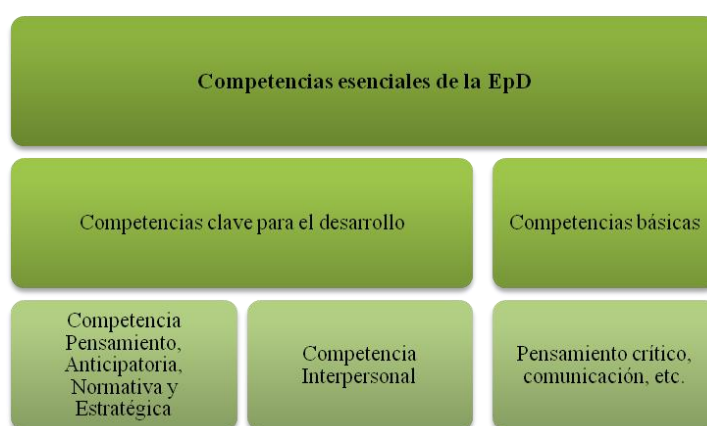 Competencias esenciales de la EpD
Competencias clave para el desarrollo
Competencias básicas
Competencia
Pensamiento,
Anticipatoria,
Normativa y
Estratégica
Competencia
Interpersonal
Pensamiento crítico,
comunicación, etc.